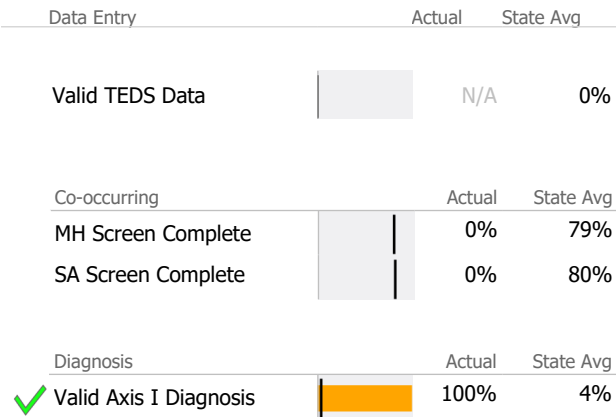 Data Entry Actual State Avg
Valid TEDS Data N/A 0%
Co-occurring Actual State Avg
MH Screen Complete 0% 79%
SA Screen Complete 0% 80%
Diagnosis Actual State Avg
Valid Axis I Diagnosis 100% 4%